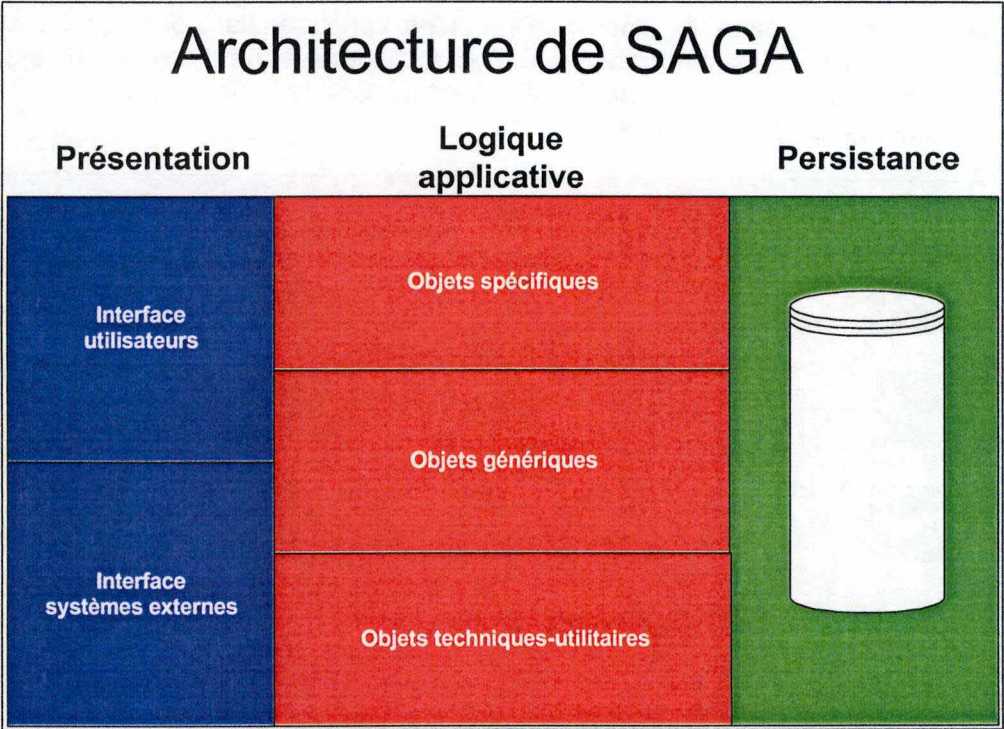 Architecture de SAGA
Présentation
Logique
applicative
Persistance
Interface
utilisateurs
Interface
systèmes externes
Objets spécifiques
Objets génériques
Objets techniques-utilitaires